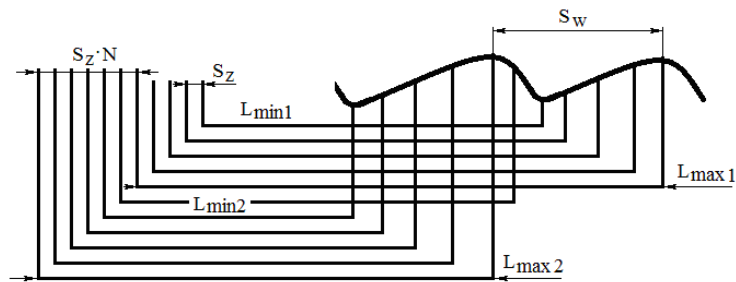 S_W
S_Z·N
S_Z
L_min1
L_max 1
L_min2
L_max 2